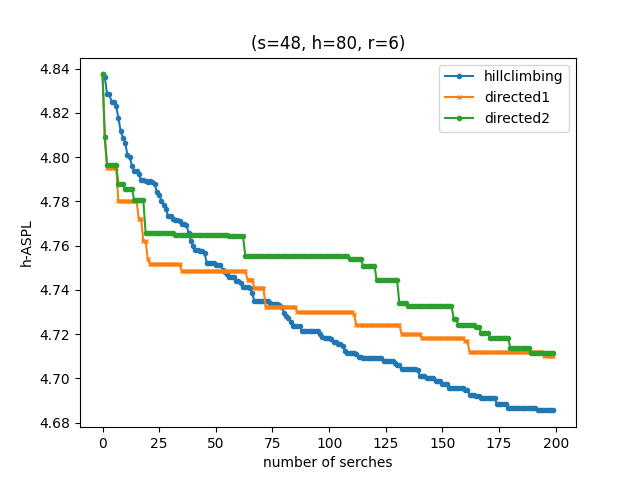 (s=48, h=80, r=6)
4.84
4.82
4.80
4.78
4.76
4.74
4.72
4.70
4.68
h-ASPL
hillclimbing
directed1
directed2
0 25 50 75 100 125 150 175 200
number of serches